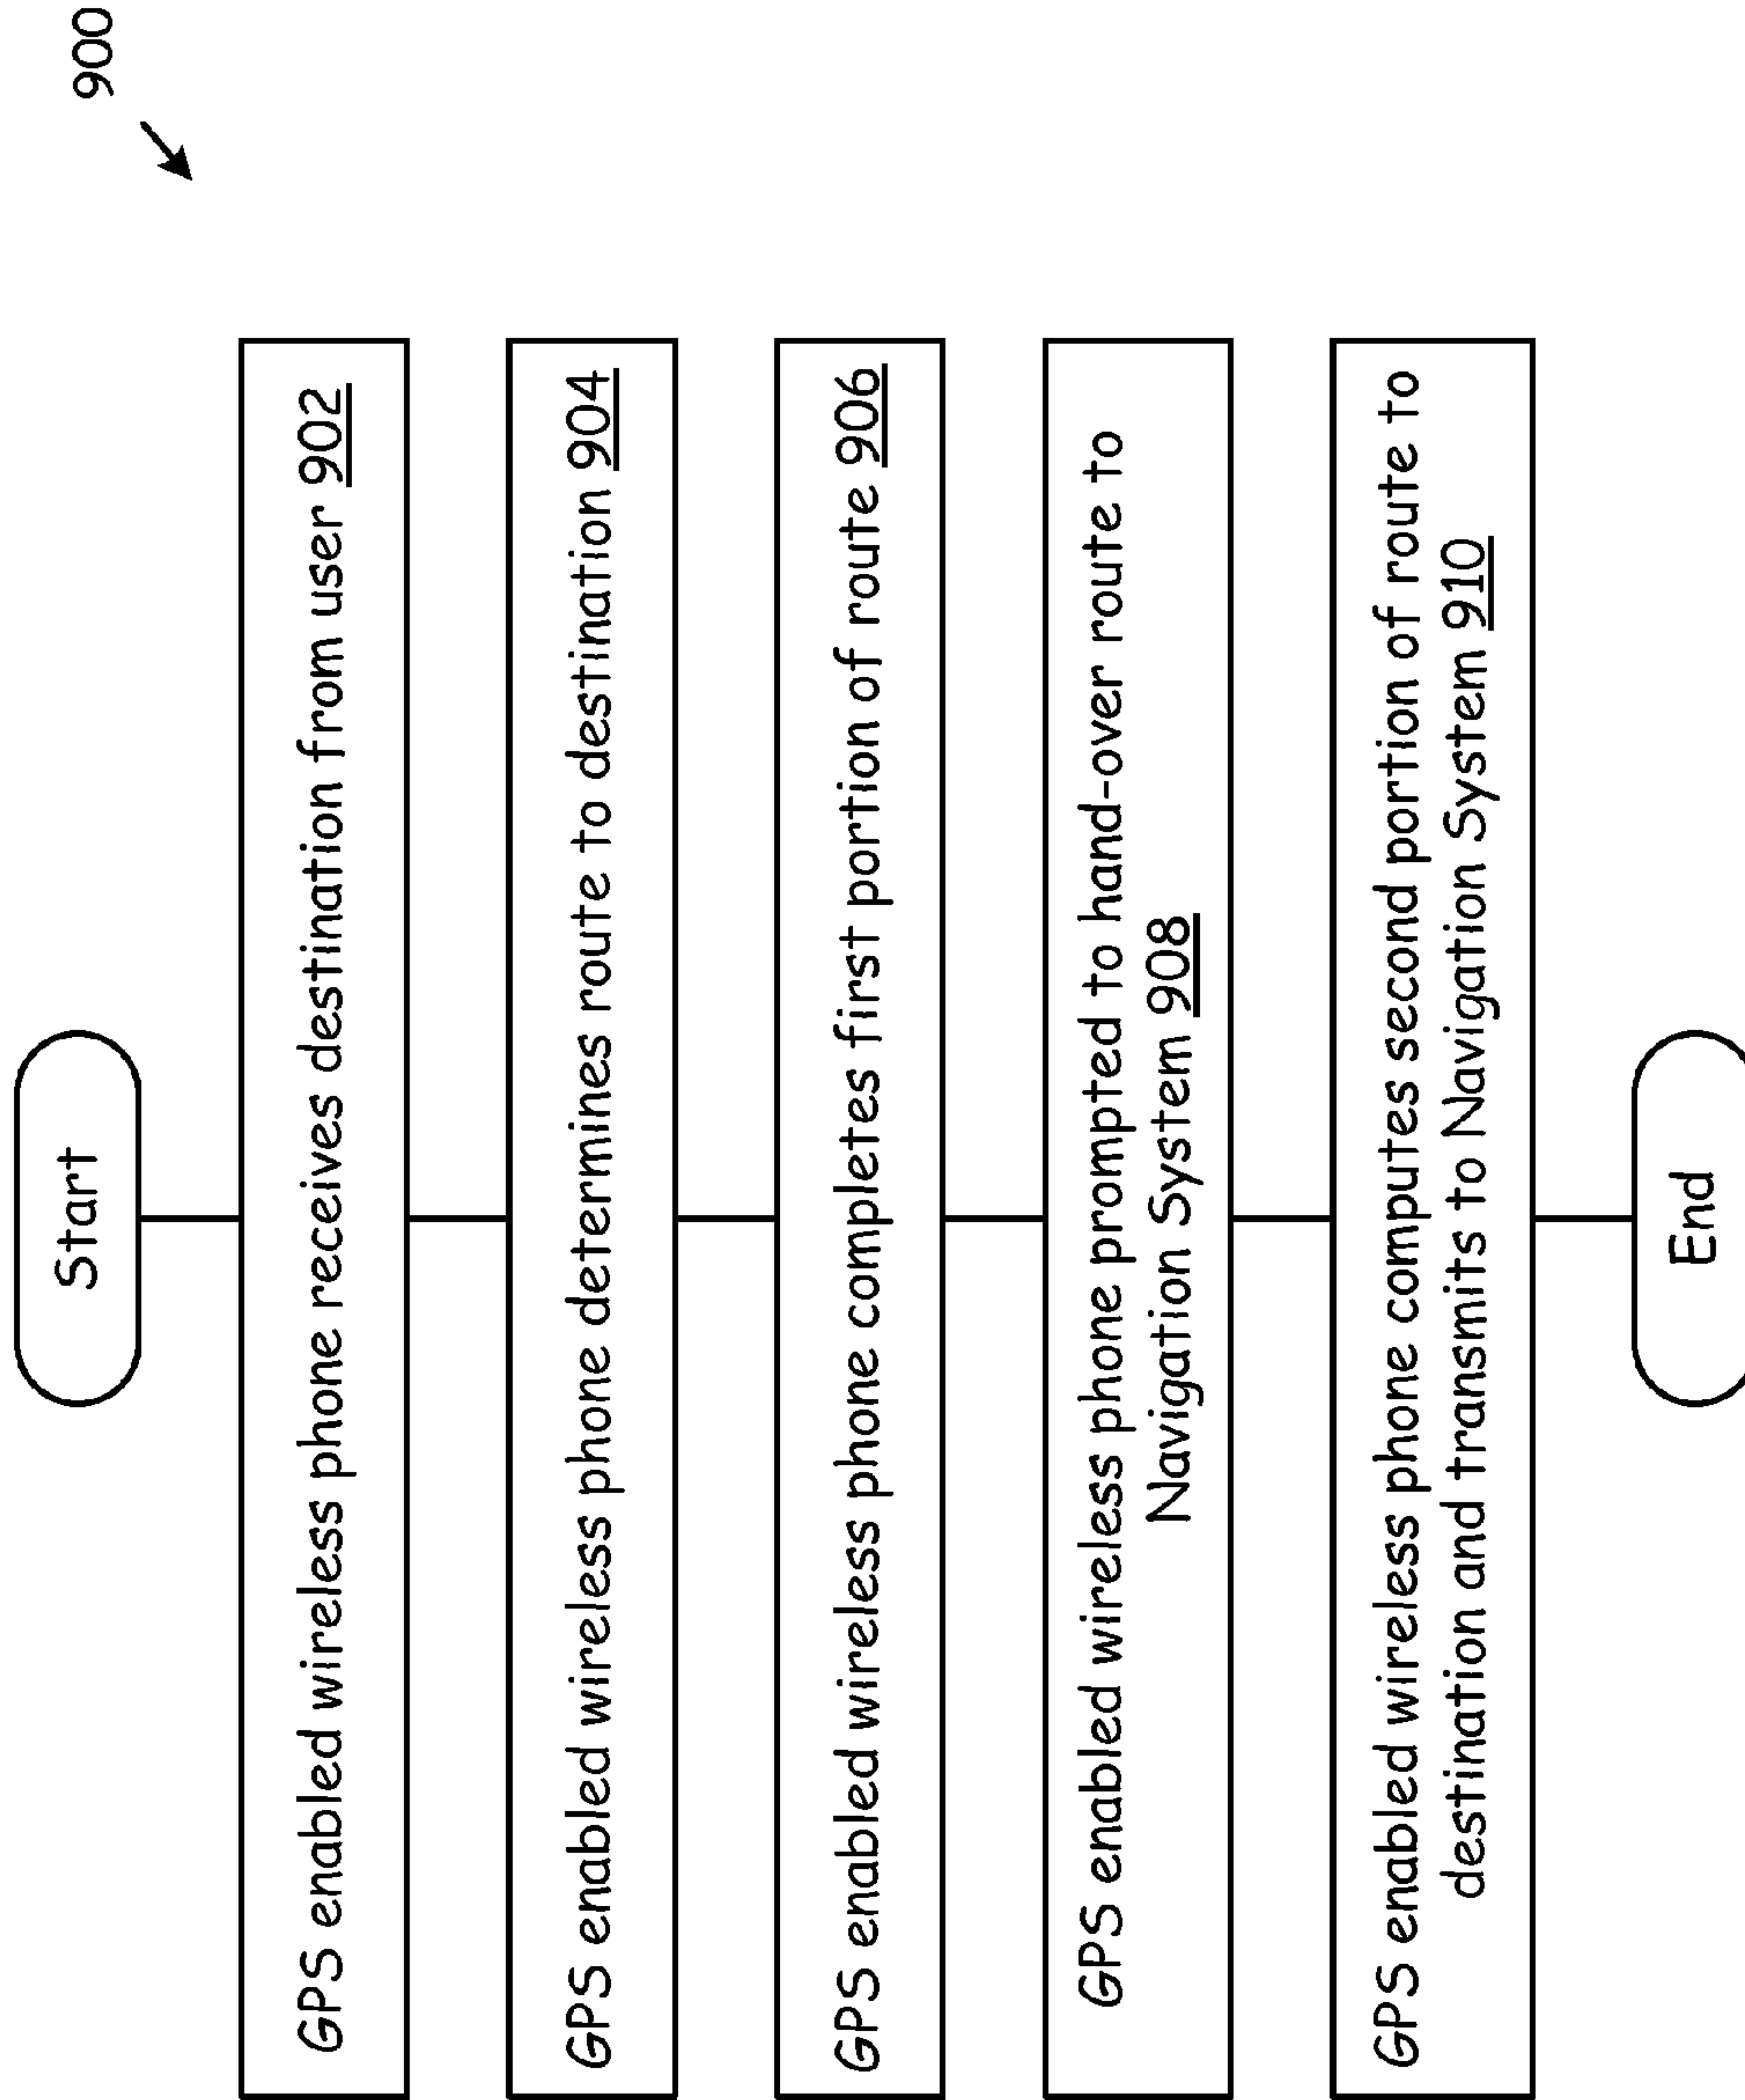 900
Start
GPS enabled wireless phone receives destination from user 902
GPS enabled wireless phone determines route to destination 904
GPS enabled wireless phone completes first portion of route 906
GPS enabled wireless phone prompted to hand-over route to
Navigation System 908
GPS enabled wireless phone computes second portion of route to
destination and transmits to Navigation System 910
End